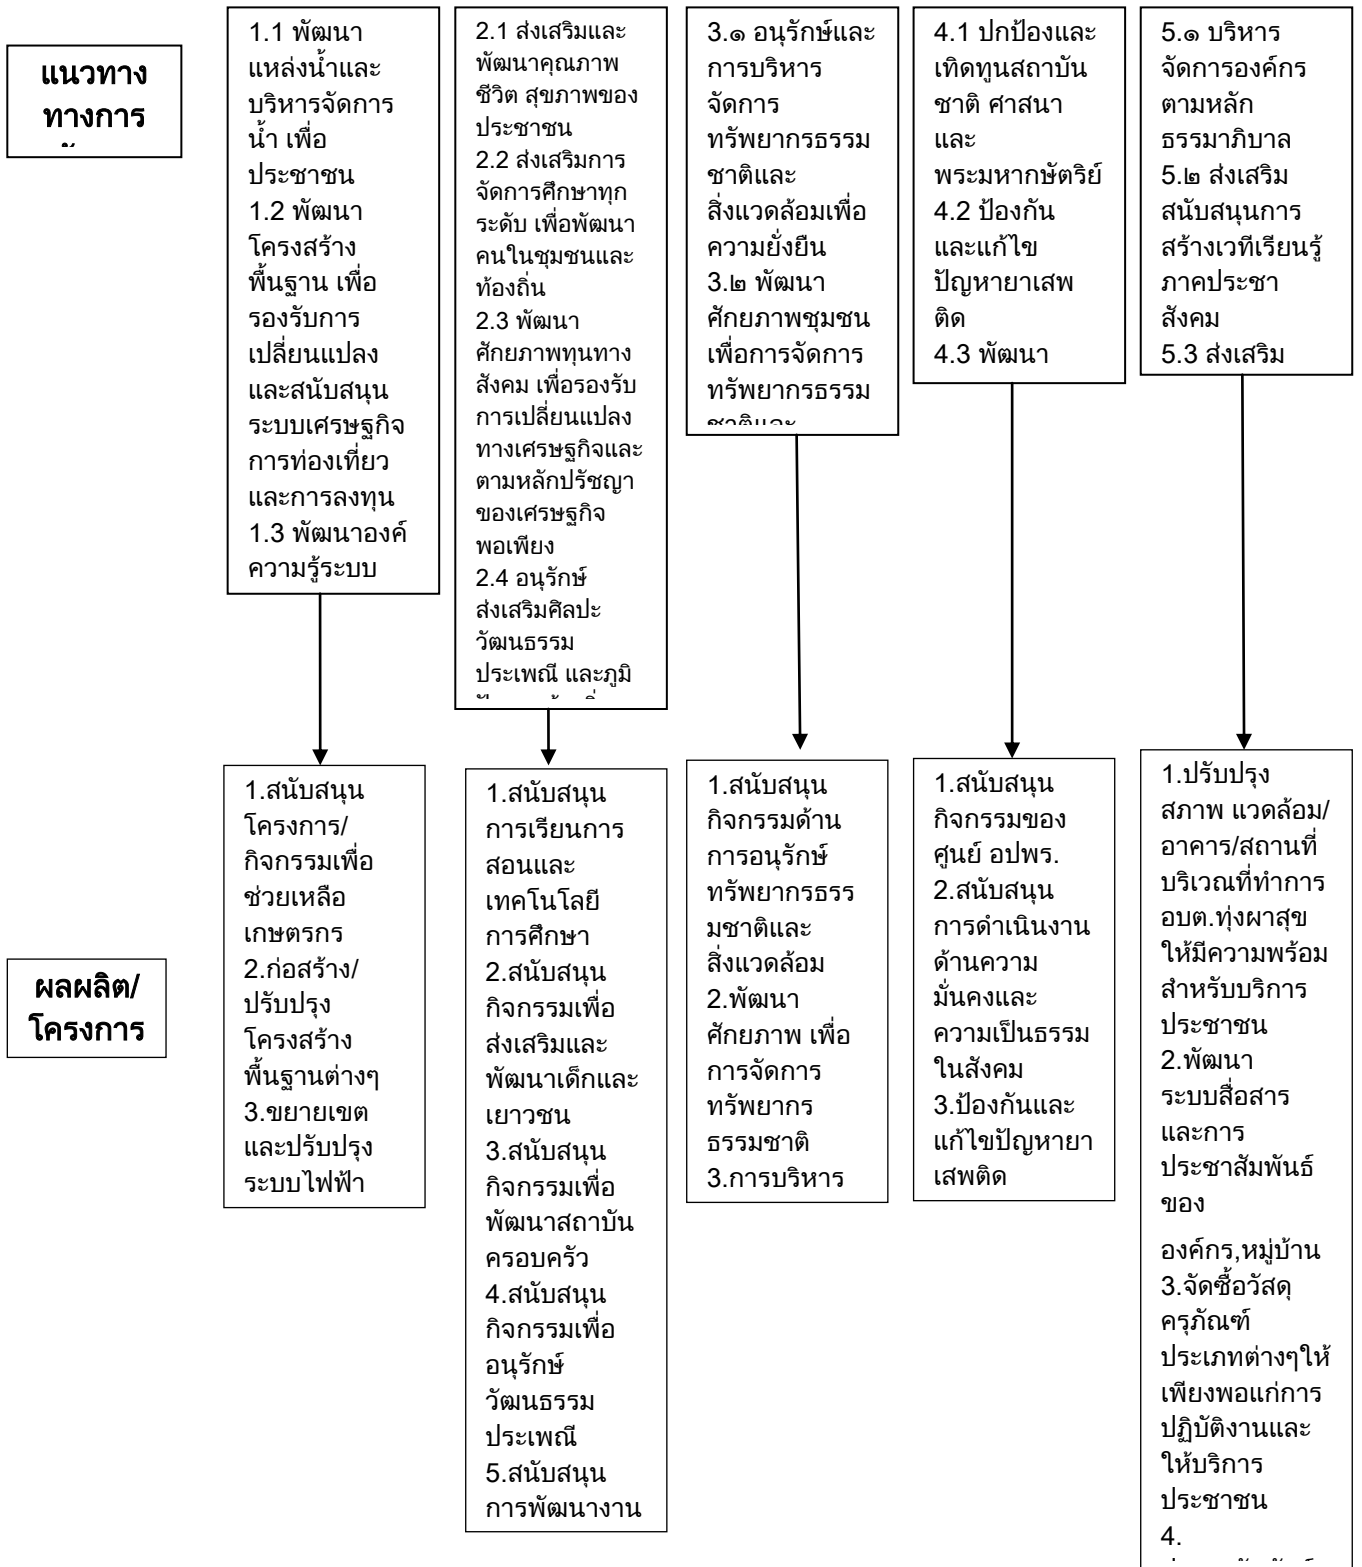 แนวทาง
ทางการ
1.1 พัฒนา
แหล่งน้ำและ
บริหารจัดการ
น้ำ เพื่อ
ประชาชน
1.2 พัฒนา
โครงสร้าง
พื้นฐาน เพื่อ
รองรับการ
เปลี่ยนแปลง
และสนับสนุน
ระบบเศรษฐกิจ
การท่องเที่ยว
และการลงทุน
1.3 พัฒนาองค์
ความรู้ระบบ
2.1 ส่งเสริมและ
พัฒนาคุณภาพ
ชีวิต สุขภาพของ
ประชาชน
2.2 ส่งเสริมการ
จัดการศึกษาทุก
ระดับ เพื่อพัฒนา
คนในชุมชนและ
ท้องถิ่น
2.3 พัฒนา
ศักยภาพทุนทาง
สังคม เพื่อรองรับ
การเปลี่ยนแปลง
ทางเศรษฐกิจและ
ตามหลักปรัชญา
ของเศรษฐกิจ
พอเพียง
2.4 อนุรักษ์
ส่งเสริมศิลปะ
วัฒนธรรม
ประเพณี และภูมิ
3.๑ อนุรักษ์และ
การบริหาร
จัดการ
ทรัพยากรธรรม
ชาติและ
สิ่งแวดล้อมเพื่อ
ความยั่งยืน
3.๒ พัฒนา
ศักยภาพชุมชน
เพื่อการจัดการ
ทรัพยากรธรรม
ชาติและ
4.1 ปกป้องและ
เทิดทูนสถาบัน
ชาติ ศาสนา
และ
พระมหากษัตริย์
4.2 ป้องกัน
และแก้ไข
ปัญหายาเสพ
ติด
4.3 พัฒนา
5.๑ บริหาร
จัดการองค์กร
ตามหลัก
ธรรมาภิบาล
5.๒ ส่งเสริม
สนับสนุนการ
สร้างเวทีเรียนรู้
ภาคประชา
สังคม
5.3 ส่งเสริม
ผลผลิต/
โครงการ
1.สนับสนุน
โครงการ/
กิจกรรมเพื่อ
ช่วยเหลือ
เกษตรกร
2.ก่อสร้าง/
ปรับปรุง
โครงสร้าง
พื้นฐานต่างๆ
3.ขยายเขต
และปรับปรุง
ระบบไฟฟ้า
1.สนับสนุน
การเรียนการ
สอนและ
เทคโนโลยี
การศึกษา
2.สนับสนุน
กิจกรรมเพื่อ
ส่งเสริมและ
พัฒนาเด็กและ
เยาวชน
3.สนับสนุน
กิจกรรมเพื่อ
พัฒนาสถาบัน
ครอบครัว
4.สนับสนุน
กิจกรรมเพื่อ
อนุรักษ์
วัฒนธรรม
ประเพณี
5.สนับสนุน
การพัฒนางาน
1.สนับสนุน
กิจกรรมด้าน
การอนุรักษ์
ทรัพยากรธรร
มชาติและ
สิ่งแวดล้อม
2.พัฒนา
ศักยภาพ เพื่อ
การจัดการ
ทรัพยากร
ธรรมชาติ
3.การบริหาร
1.สนับสนุน
กิจกรรมของ
ศูนย์ อปพร.
2.สนับสนุน
การดำเนินงาน
ด้านความ
มั่นคงและ
ความเป็นธรรม
ในสังคม
3.ป้องกันและ
แก้ไขปัญหายา
เสพติด
1.ปรับปรุง
สภาพ แวดล้อม/
อาคาร/สถานที่
บริเวณที่ทำการ
อบต.ทุ่งผาสุข
ให้มีความพร้อม
สำหรับบริการ
ประชาชน
2.พัฒนา
ระบบสื่อสาร
และการ
ประชาสัมพันธ์
ของ
องค์กร,หมู่บ้าน
3.จัดซื้อวัสดุ
ครุภัณฑ์
ประเภทต่างๆให้
เพียงพอแก่การ
ปฏิบัติงานและ
ให้บริการ
ประชาชน
4.